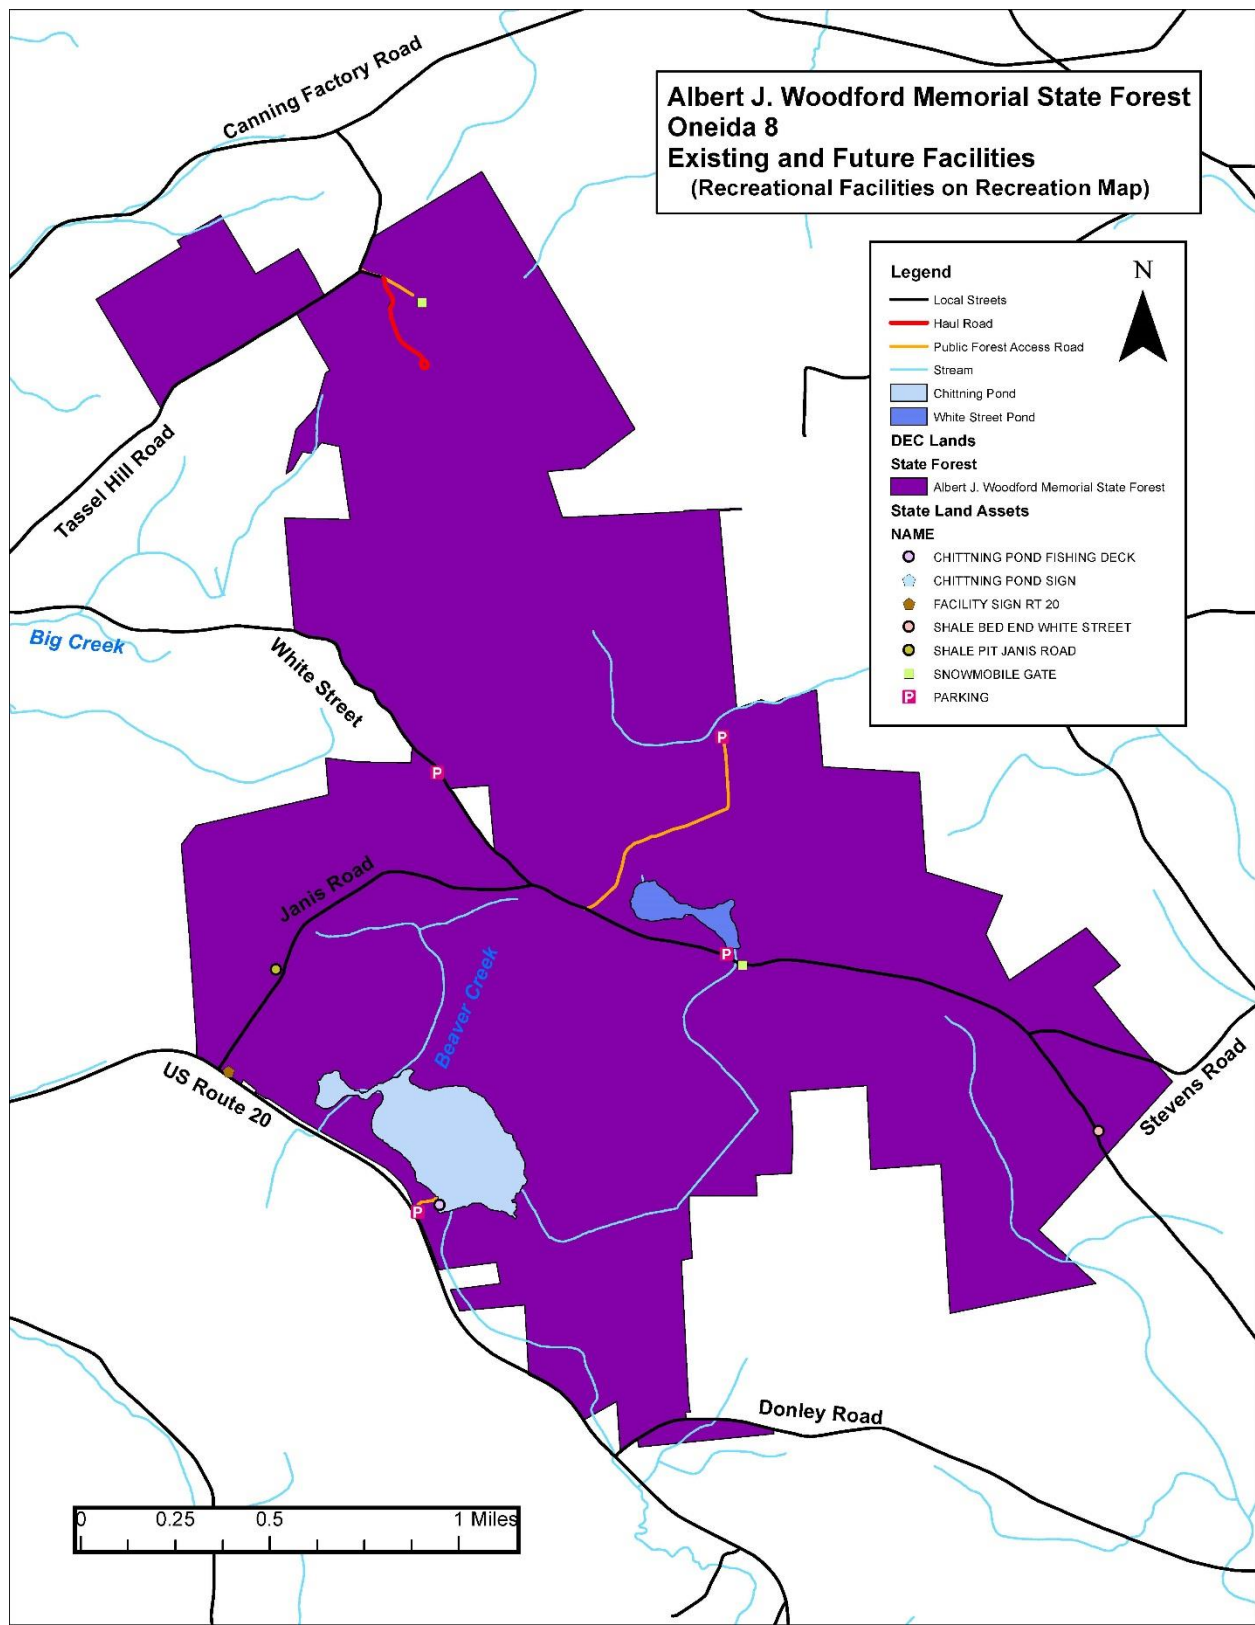 Canning Factory Road
Albert J. Woodford Memorial State Forest
Oneida 8
Existing and Future Facilities
(Recreational Facilities on Recreation Map)
Legend
N
Local Streets
Haul Road
Public Forest Access Road
Stream
Chittning Pond
White Street Pond
DEC Lands
State Forest
Albert J. Woodford Memorial State Forest
State Land Assets
NAME
CHITTNING POND FISHING DECK
CHITTNING POND SIGN
FACILITY SIGN RT 20
SHALE BED END WHITE STREET
SHALE PIT JANIS ROAD
SNOWMOBILE GATE
P PARKING
Tassel Hill Road
Big Creek
White Street
P
P
Janis Road
Beaver Creek
P
US Route 20
Stevens Road
P
Donley Road
0 0.25 0.5 1 Miles